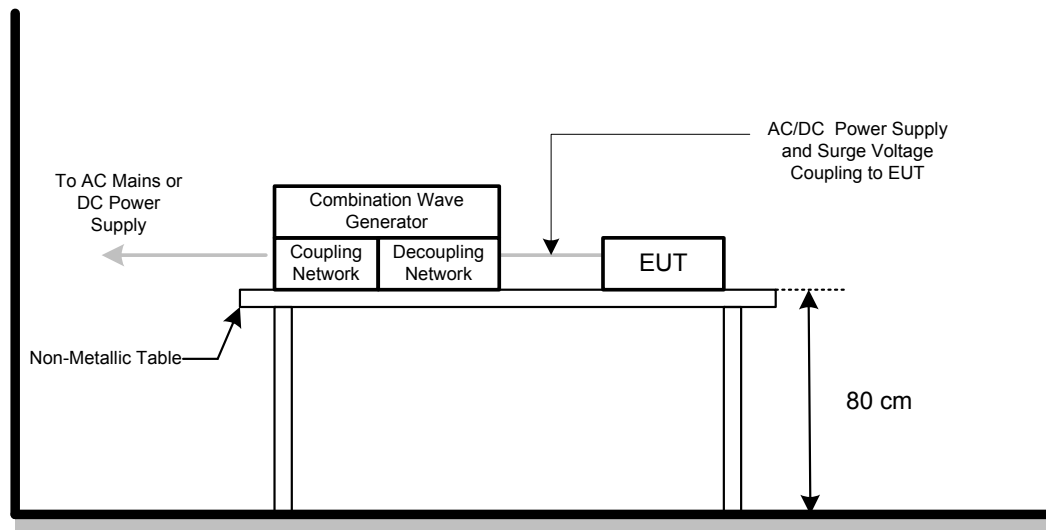 AC/DC Power Supply
and Surge Voltage
Coupling to EUT
To AC Mains or
DC Power
Supply
Combination Wave
Generator
Coupling
Network
Decoupling
Network
EUT
Non-Metallic Table
80 cm